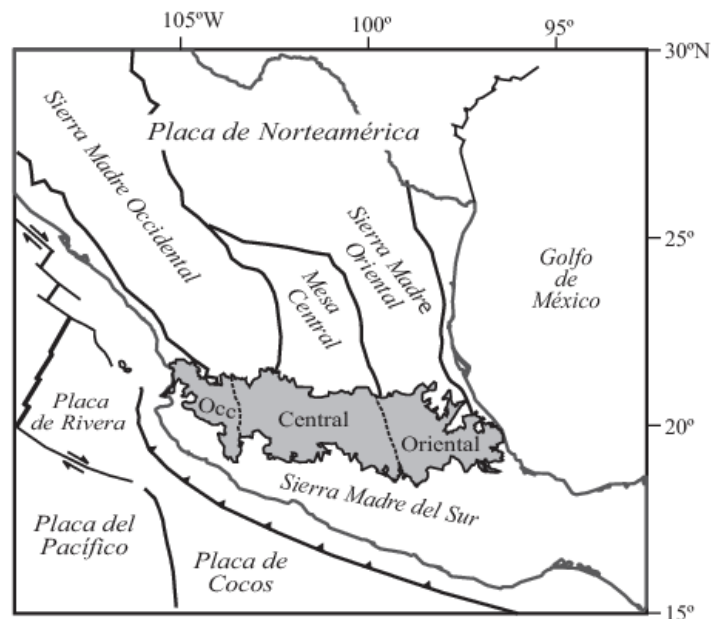 105ºW
100º
95º
30ºN
Sierra Madre Occidental
Placa de Norteamérica
Sierra Madre
Oriental
25º
Golfo
de
México
Mesa
Central
Placa
de Rivera
Occ
Central
Oriental
20º
Sierra Madre del Sur
Placa del
Pacífico
Placa de
Cocos
15º